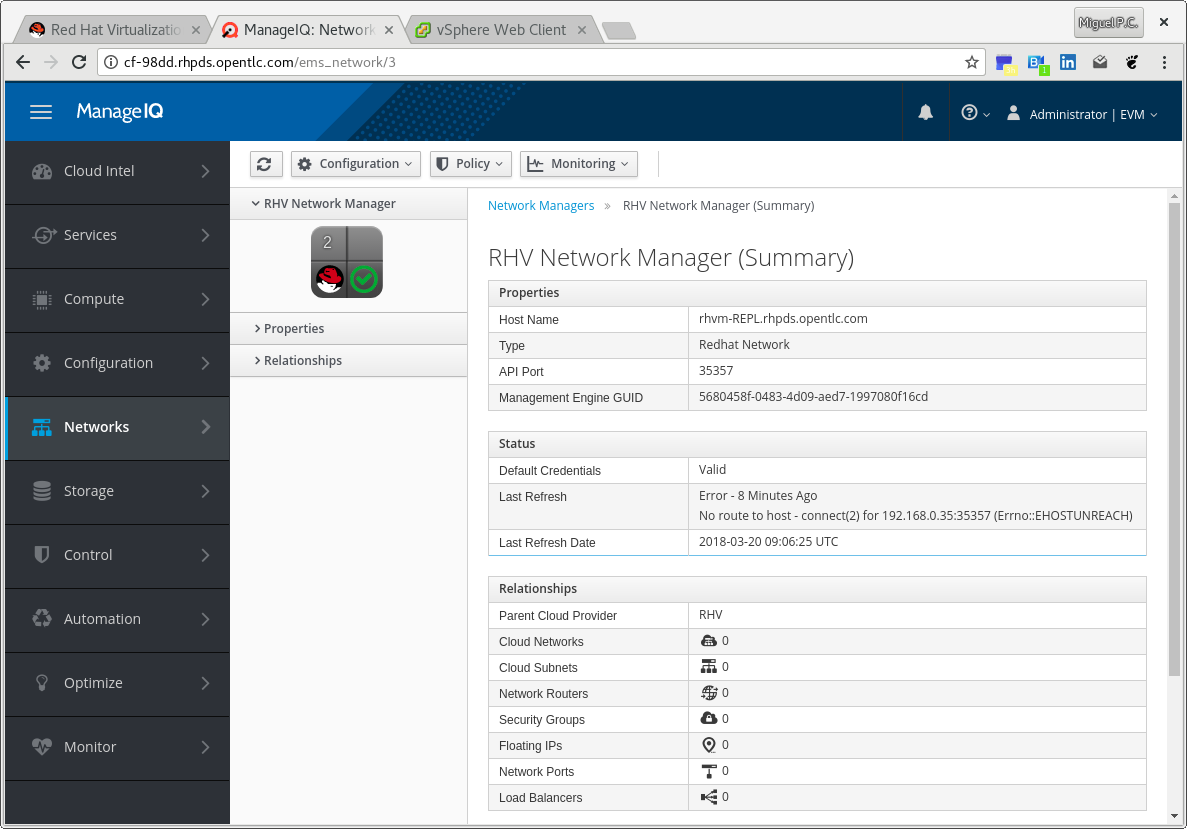 Red Hat Virtualizatio
ManageIQ: Network
vSphere Web Client
Miguel P.C.
cf-98dd.rhpds.opentlc.com/ems_network/3
1
ManageIQ
Administrator | EVM
Cloud Intel
Services
Compute
Configuration
Networks
Storage
Control
Automation
Optimize
Monitor
Configuration
Policy
Monitoring
RHV Network Manager
2
Properties
Relationships
Network Managers » RHV Network Manager (Summary)
RHV Network Manager (Summary)
Properties
Host Name rhvm-REPL.rhpds.opentlc.com
Type Redhat Network
API Port 35357
Management Engine GUID 5680458f-0483-4d09-aed7-1997080f16cd
Status
Default Credentials Valid
Last Refresh Error - 8 Minutes Ago
No route to host - connect(2) for 192.168.0.35:35357 (Errno::EHOSTUNREACH)
Last Refresh Date 2018-03-20 09:06:25 UTC
Relationships
Parent Cloud Provider RHV
Cloud Networks 0
Cloud Subnets 0
Network Routers 0
Security Groups 0
Floating IPs 0
Network Ports 0
Load Balancers 0